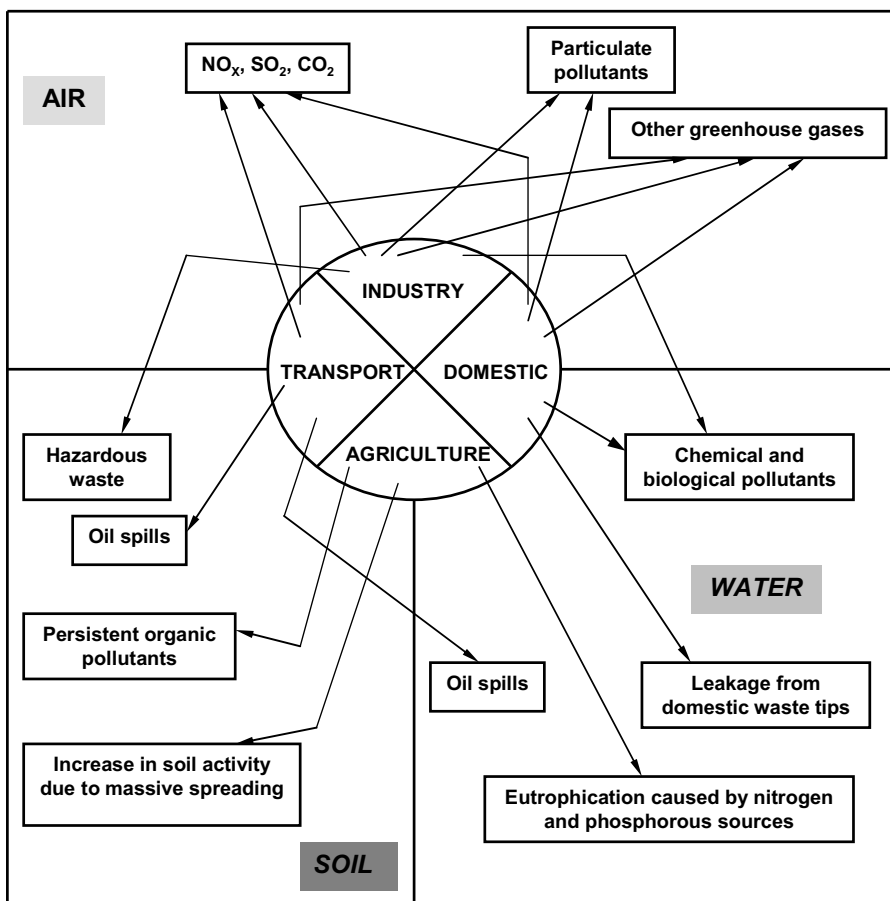 AIR
NOX, SO2, CO2
Particulate
pollutants
Other greenhouse gases
INDUSTRY
TRANSPORT
DOMESTIC
AGRICULTURE
Hazardous
waste
Oil spills
Chemical and
biological pollutants
WATER
Persistent organic
pollutants
Oil spills
Leakage from
domestic waste tips
Increase in soil activity
due to massive spreading
Eutrophication caused by nitrogen
and phosphorous sources
SOIL